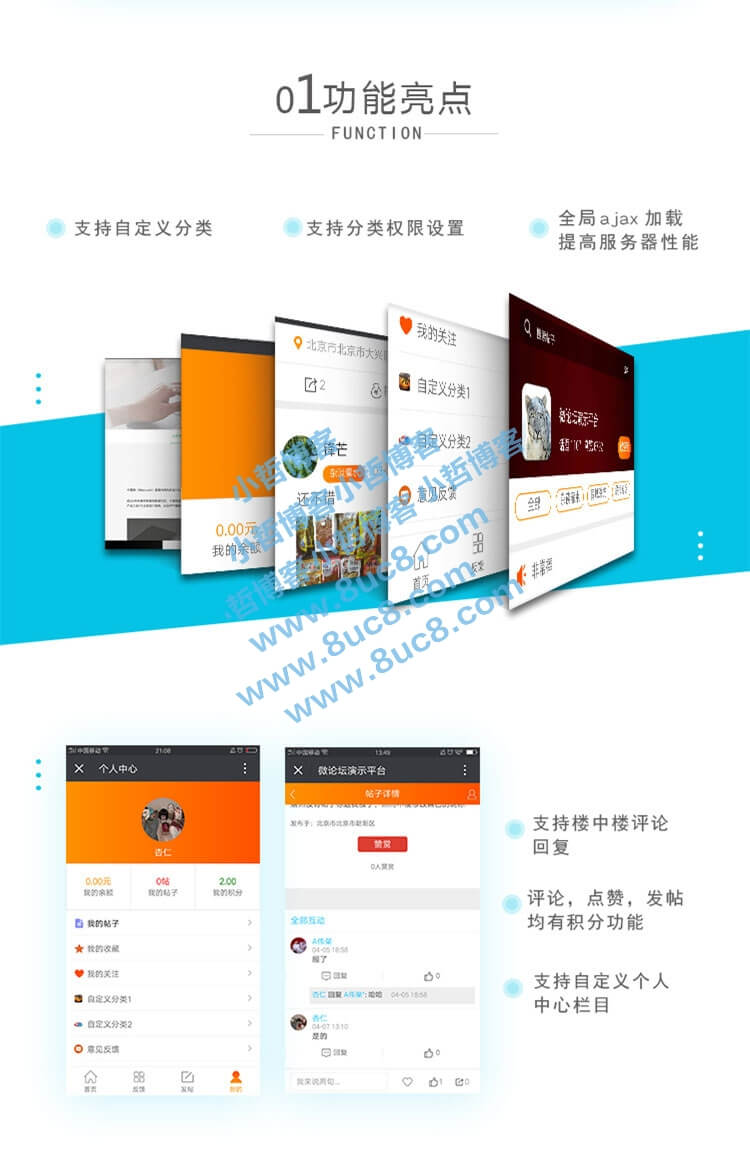 01功能亮点
FUNCTION
支持自定义分类
支持分类权限设置
全局ajax 加载
提高服务器性能
0.00元
我的余额
北京市北京市大兴
2
锋芒
还不错
我的关注
自定义分类1
自定义分类2
意见反馈
首页
反馈
搜索帖子
微论坛演示平台
全部
非常棒
小哲博客小哲博客
小哲博客小哲博客
小哲博客
www.8uc8.com
www.8uc8.com
www.8uc8.com
中国移动
21:08
个人中心
杏仁
0.00元
0帖
2.00
我的余额
我的帖子
我的积分
我的帖子
我的收藏
我的关注
自定义分类1
自定义分类2
意见反馈
首页
反馈
发帖
我的
中国移动
13:49
微论坛演示平台
帖子详情
发布于：北京市北京市朝阳区
赞赏
0人赞赏
全部互动
A伟荣
04-05 18:58
服了
回复
0
杏仁 回复 A伟荣*: 哈哈 04-05 18:58
杏仁
04-07 13:10
是的
回复
0
我来说两句...
1
0
支持楼中楼评论
回复
评论，点赞，发帖
均有积分功能
支持自定义个人
中心栏目